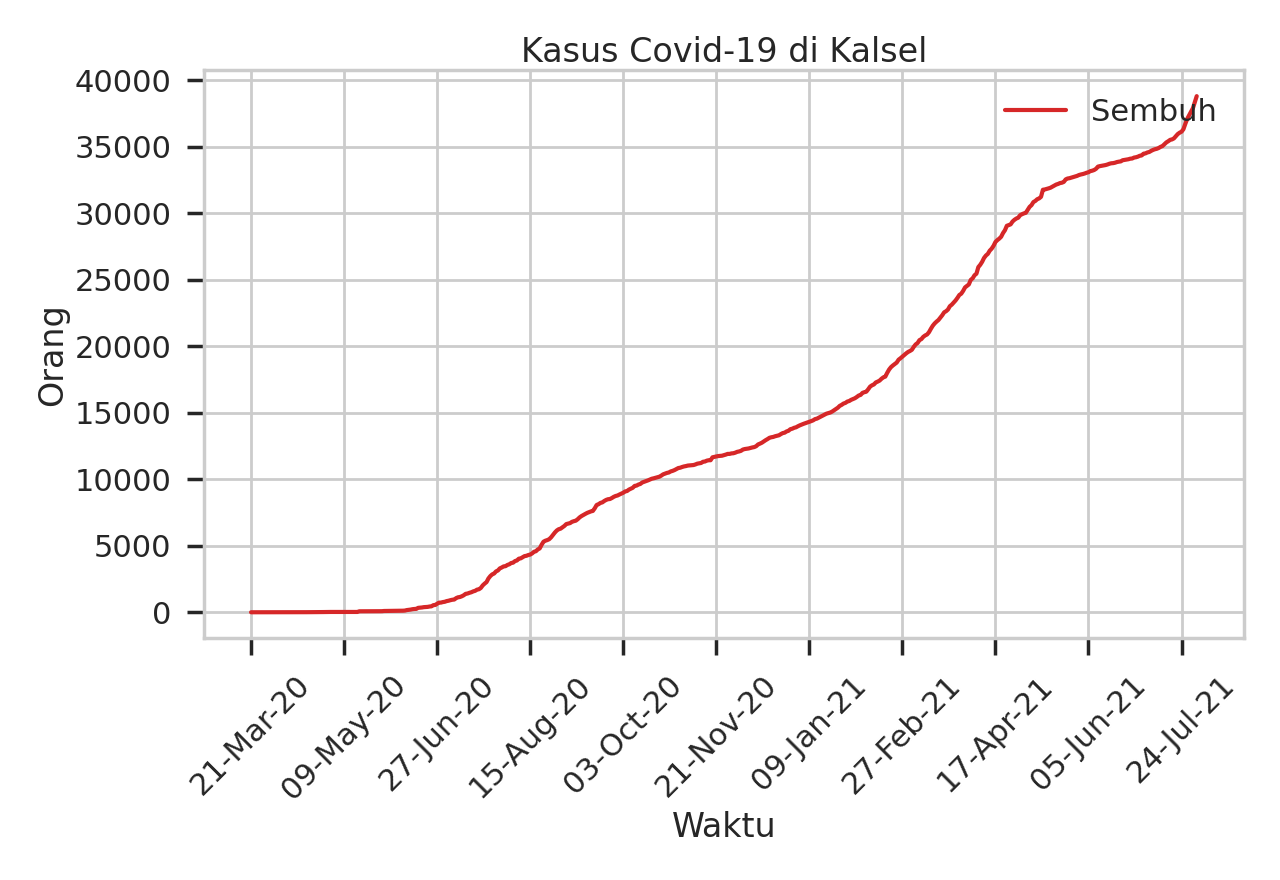 Kasus Covid-19 di Kalsel
Sembuh
Orang
40000
35000
30000
25000
20000
15000
10000
5000
0
21-Mar-20
09-May-20
27-Jun-20
15-Aug-20
03-Oct-20
21-Nov-20
09-Jan-21
27-Feb-21
17-Apr-21
05-Jun-21
24-Jul-21
Waktu